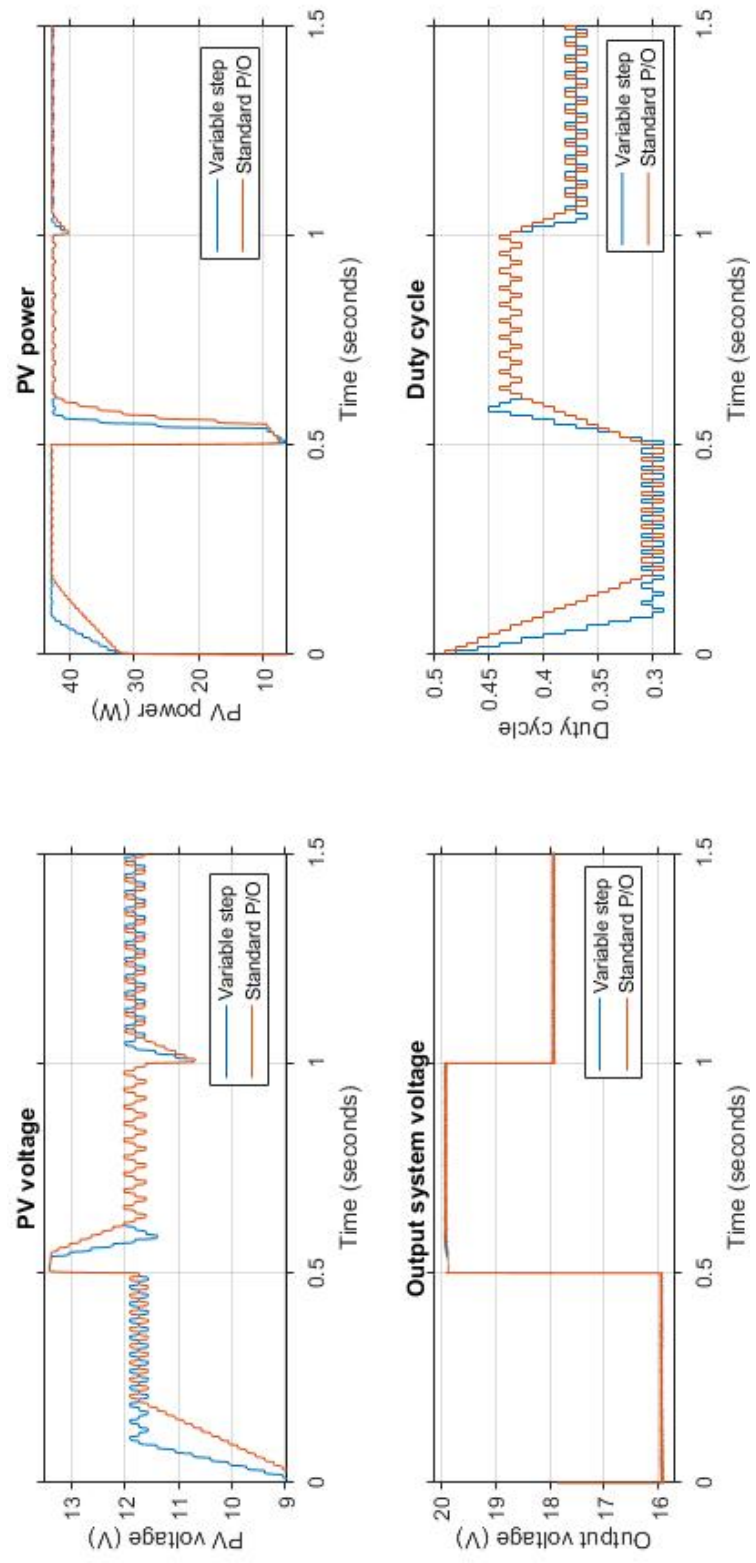 PV voltage
PV voltage (V)
13
12
11
10
9
0
0.5
1
1.5
Time (seconds)
Variable step
Standard P/O
PV power
PV power (W)
40
30
20
10
0
0.5
1
1.5
Time (seconds)
Variable step
Standard P/O
Output system voltage
Output voltage (V)
20
19
18
17
16
0
0.5
1
1.5
Time (seconds)
Variable step
Standard P/O
Duty cycle
Duty cycle
0.5
0.45
0.4
0.35
0.3
0
0.5
1
1.5
Time (seconds)
Variable step
Standard P/O